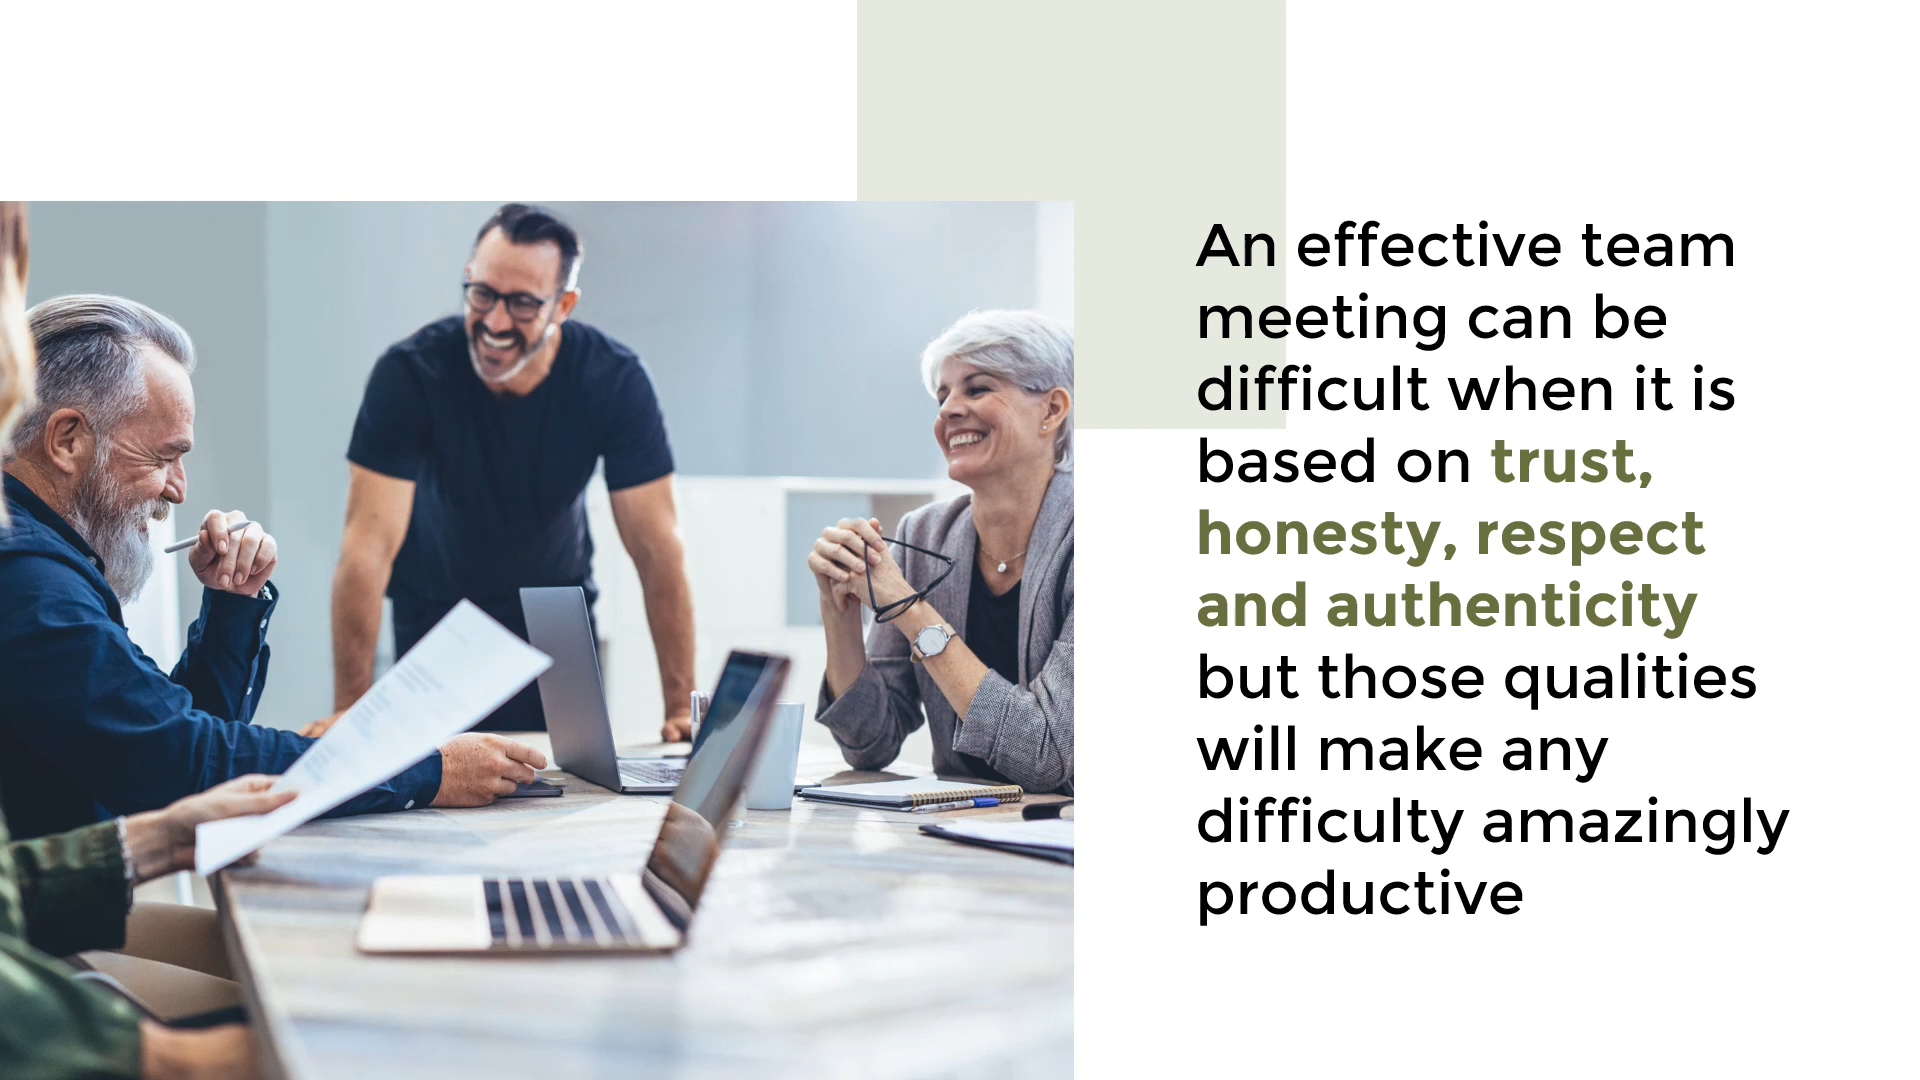 An effective team
meeting can be
difficult when it is
based on trust,
honesty, respect
and authenticity
but those qualities
will make any
difficulty amazingly
productive